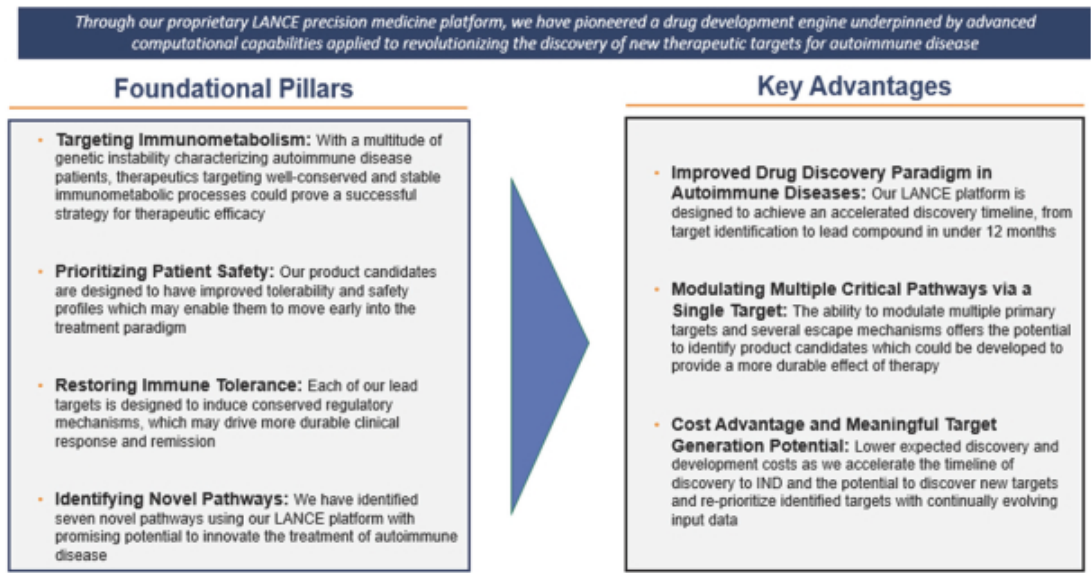 Through our proprietary LANCE precision medicine platform, we have pioneered a drug development engine underpinned by advanced
computational capabilities applied to revolutionizing the discovery of new therapeutic targets for autoimmune disease
Foundational Pillars
• Targeting Immunometabolism: With a multitude of
genetic instability characterizing autoimmune disease
patients, therapeutics targeting well-conserved and stable
immunometabolic processes could prove a successful
strategy for therapeutic efficacy
• Prioritizing Patient Safety: Our product candidates
are designed to have improved tolerability and safety
profiles which may enable them to move early into the
treatment paradigm
• Restoring Immune Tolerance: Each of our lead
targets is designed to induce conserved regulatory
mechanisms, which may drive more durable clinical
response and remission
• Identifying Novel Pathways: We have identified
seven novel pathways using our LANCE platform with
promising potential to innovate the treatment of autoimmune
disease
Key Advantages
• Improved Drug Discovery Paradigm in
Autoimmune Diseases: Our LANCE platform is
designed to achieve an accelerated discovery timeline, from
target identification to lead compound in under 12 months
• Modulating Multiple Critical Pathways via a
Single Target: The ability to modulate multiple primary
targets and several escape mechanisms offers the potential
to identify product candidates which could be developed to
provide a more durable effect of therapy
• Cost Advantage and Meaningful Target
Generation Potential: Lower expected discovery and
development costs as we accelerate the timeline of
discovery to IND and the potential to discover new targets
and re-prioritize identified targets with continually evolving
input data